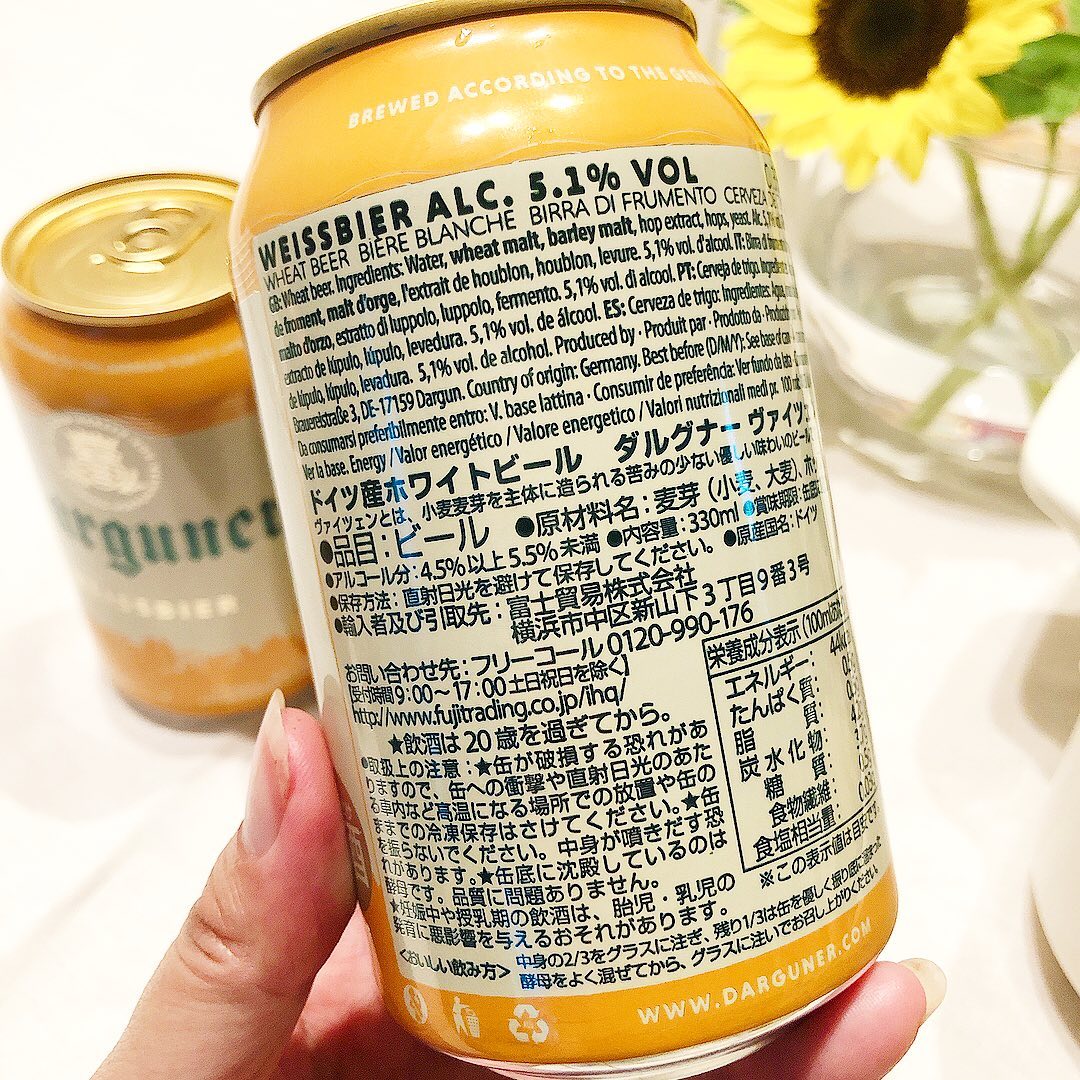 BREWED ACCORDING TO THE
WEISSBIER ALC. 5.1% VOL
WHEAT BEER BIÈRE BLANCHE BIRRA DI FRUMENTO CERVEZA
GB: Wheat beer. Ingredients: Water, wheat malt, barley malt, hop extract, hops, yeast. Alc.
de froment, malt d'orge, l'extrait de houblon, houblon, levure. 5,1% vol. d'alcool. IT: Birra di
malto d'orzo, estratto di luppolo, luppolo, fermento. 5,1% vol. di alcool. PT: Cerveja de trigo.
extracto de lúpulo, lúpulo, levedura. 5,1% vol. de álcool. ES: Cerveza de trigo: Ingredientes: Agua,
de lúpulo, lúpulo, levadura. 5,1% vol. de alcohol. Produced by · Produit par · Prodotto da ·
Brauereistraße 3, DE-17159 Dargun. Country of origin: Germany. Best before (D/M/Y): See base of can
Da consumarsi preferibilmente entro: V. base lattina · Consumir de preferência: Ver fundo da lata
Ver la base. Energy / Valor energético / Valore energetico / Valori nutrizionali medi pr. 100
ドイツ産ホワイトビール ダルグナー ヴァイツェ
ヴァイツェンとは、小麦麦芽を主体に造られる苦みの少ない優しい味わいのビール
●品目：ビール ●原材料名：麦芽（小麦、大麦）、ホッ
●アルコール分：4.5%以上5.5%未満 ●内容量：330ml ●賞味期限：缶底
●保存方法：直射日光を避けて保存してください。 ●原産国名：ドイツ
●輸入者及び引取先：富士貿易株式会社
横浜市中区新山下3丁目9番3号
お問い合わせ先：フリーコール 0120-990-176
【受付時間9：00～17：00土日祝日を除く】
http://www.fujitrading.co.jp/ihq/
★飲酒は20歳を過ぎてから。
●取扱上の注意：★缶が破損する恐れがあ
りますので、缶への衝撃や直射日光のあた
る車内など高温になる場所での放置や缶の
ままでの冷凍保存はさけてください。★缶
を振らないでください。中身が噴きだす恐
れがあります。★缶底に沈殿しているのは
酵母です。品質に問題ありません。
★妊娠中や授乳期の飲酒は、胎児・乳児の
発育に悪影響を与えるおそれがあります。
栄養成分表示（100ml
エネルギー：
たんぱく質：
脂質：
炭水化物：
糖質：
食物繊維：
食塩相当量：
※この表示値は目安です。
<おいしい飲み方> 中身の2/3をグラスに注ぎ、残り1/3は缶を優しく振り底に溜まった
酵母をよく混ぜてから、グラスに注いでお召し上がりください。
WWW.DARGUNER.COM